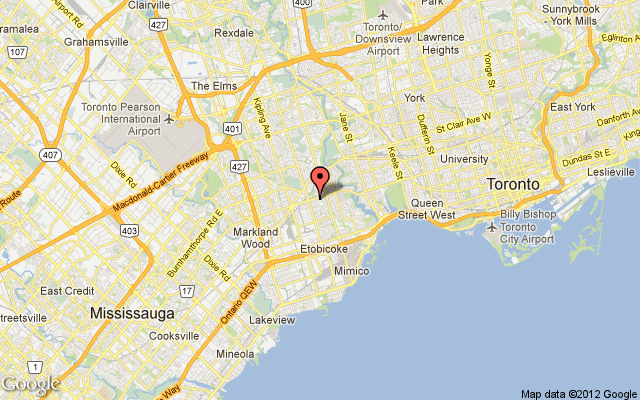 Clairville
Airport Rd
Rexdale
400
Toronto/
Downsview
Airport
Park
Sunnybrook
- York Mills
Eglinton Ave
Lawrence
Heights
Yonge St
407
Grahamsville
427
The Elms
York
Toronto Pearson
International
Airport
Kipling Ave
Jane St
St Clair Ave W
East York
Dufferin St
Danforth Av
401
407
427
Dixie Rd
Keele St
University
Dundas St E
Leslieville
Route
Macdonald-Cartier Freeway
Toronto
Queen
Street West
Billy Bishop
Toronto
City Airport
403
Burnhamthorpe Rd E
Markland
Wood
Dixie Rd
Etobicoke
Mimico
East Credit
17
Ontario QEW
Mississauga
Streetsville
Lakeview
Cooksville
Mineola
1
Way
Google
Map data ©2012 Google